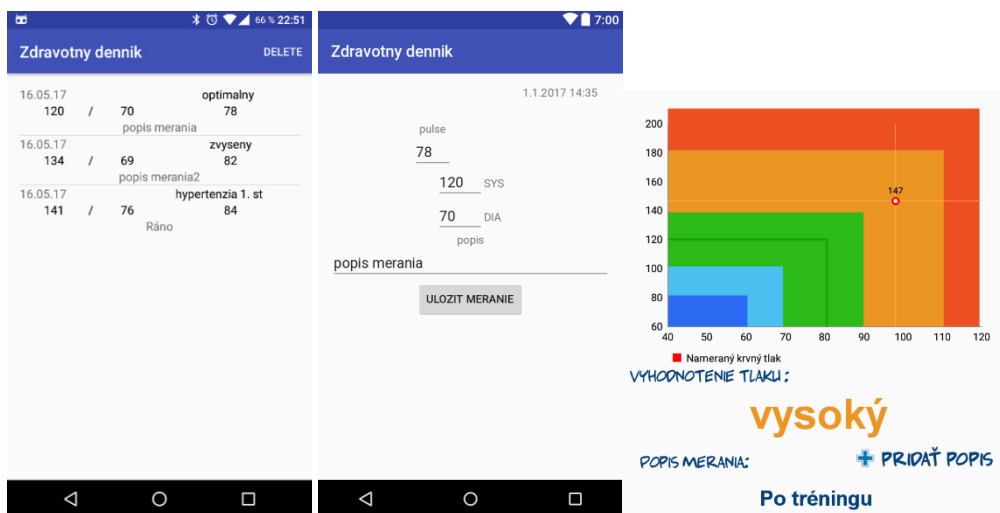 66 % 22:51
Zdravotny dennik
DELETE
16.05.17 optimalny
120 / 70 78
popis merania
16.05.17 zvyseny
134 / 69 82
popis merania2
16.05.17 hypertenzia 1. st
141 / 76 84
Ráno
7:00
Zdravotny dennik
1.1.2017 14:35
pulse
78
120 SYS
70 DIA
popis
popis merania
ULOZIT MERANIE
200
180
160
147
140
120
100
80
60
40 50 60 70 80 90 100 110 120
Nameraný krvný tlak
VYHODNOTENIE TLAKU:
vysoký
POPIS MERANIA:
PRIDAŤ POPIS
Po tréningu